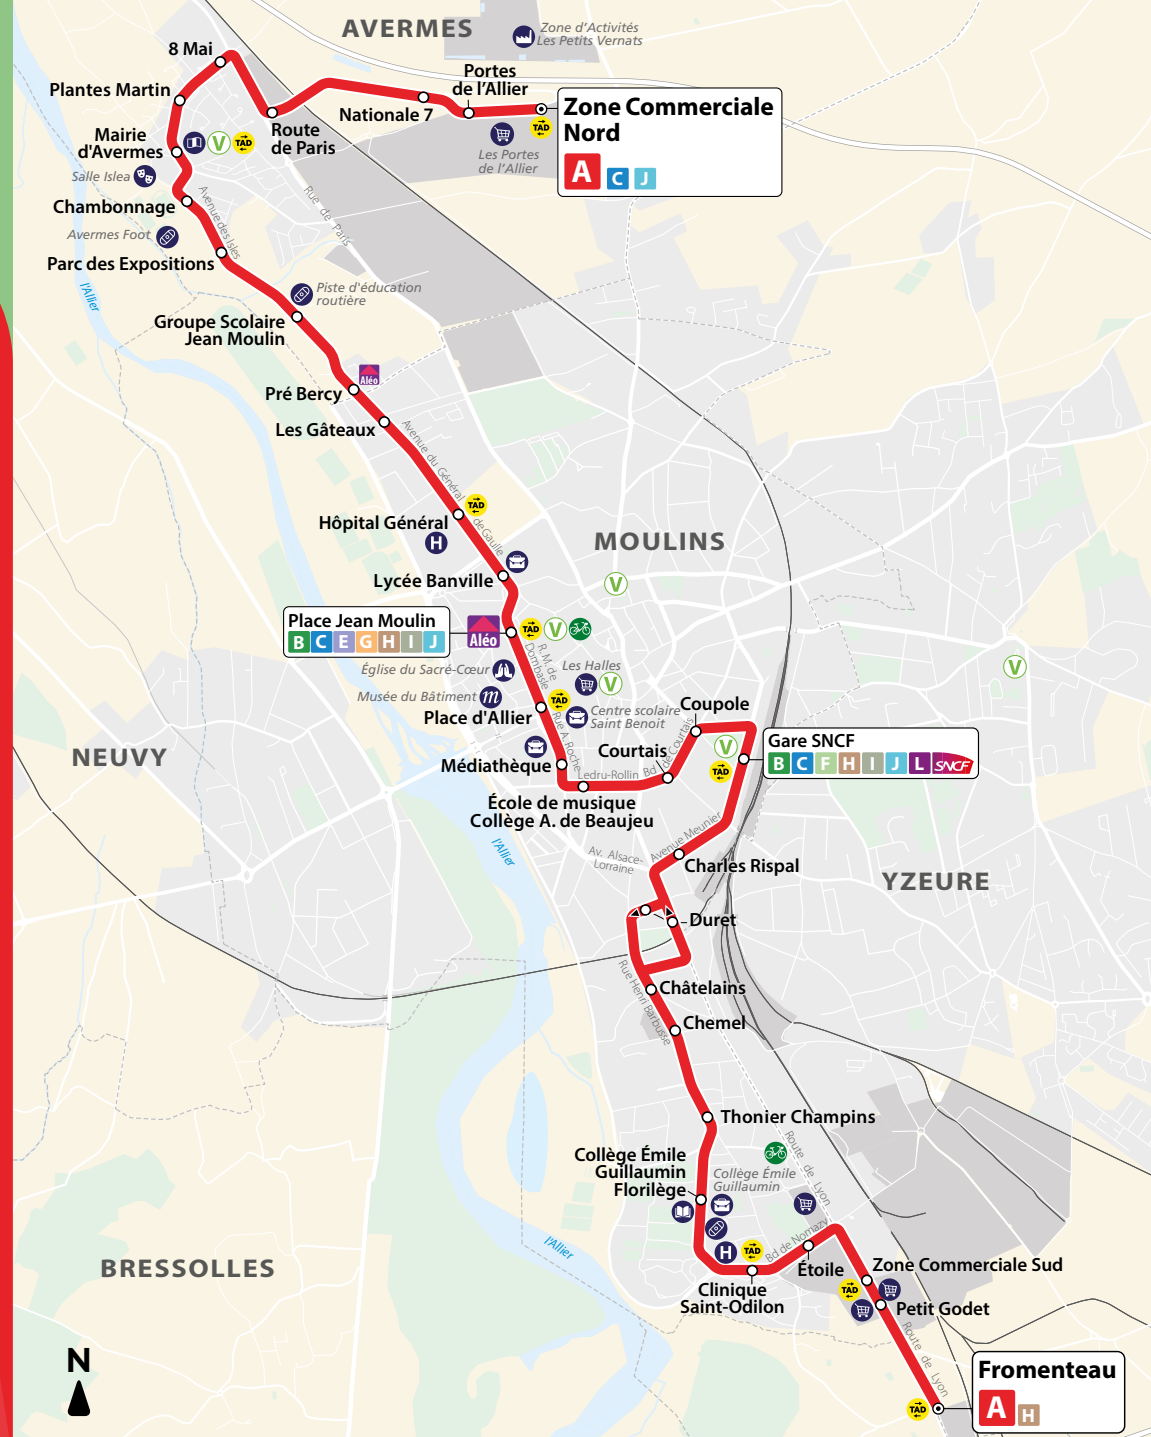 AVERMES
Zone d'Activités
Les Petits Vernats
8 Mai
Portes
de l'Allier
Plantes Martin
Nationale 7
Zone Commerciale
Nord
A C J
TAD
Route
de Paris
Mairie
d'Avermes
V
TAD
Les Portes
de l'Allier
Salle Islea
Chambonnage
Avenue des Isles
Rue de Paris
Avermes Foot
Parc des Expositions
l'Allier
Piste d'éducation
routière
Groupe Scolaire
Jean Moulin
Aléo
Pré Bercy
Les Gâteaux
Avenue du Général de Gaulle
TAD
Hôpital Général
H
MOULINS
Lycée Banville
V
Place Jean Moulin
B C E G H I J
Aléo
TAD
V
R. M. de
Dombasle
Église du Sacré-Cœur
Les Halles
V
V
Musée du Bâtiment
m
TAD
Place d'Allier
Centre scolaire
Saint Benoit
Coupole
Rue A. Roche
NEUVY
Médiathèque
Courtais
Bd de Courtais
Ledru-Rollin
V
TAD
Gare SNCF
B C F H I J L SNCF
École de musique
Collège A. de Beaujeu
l'Allier
Av. Alsace-
Lorraine
Avenue Meunier
Charles Rispal
YZEURE
Duret
Rue Henri Barbusse
Châtelains
Chemel
Thonier Champins
Route de Lyon
Collège Émile
Guillaumin
Florilège
Collège Émile
Guillaumin
H
TAD
Bd de Nomazy
l'Allier
BRESSOLLES
Étoile
Zone Commerciale Sud
Clinique
Saint-Odilon
TAD
Petit Godet
Route de Lyon
N
Fromenteau
A H
TAD